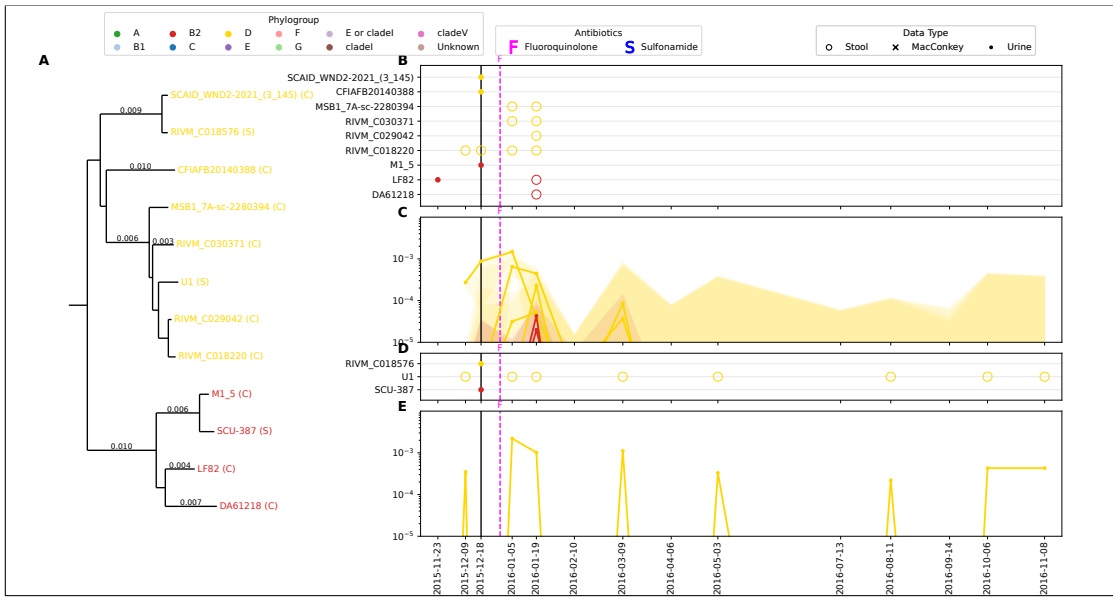 Phylogroup
A B2 D F E or cladeI cladeV
B1 C E G cladeI Unknown
Antibiotics
F Fluoroquinolone S Sulfonamide
Data Type
Stool MacConkey Urine
A
SCAID_WND2-2021_(3_145) (C)
0.009
RIVM_C018576 (S)
0.010
CFIAFB20140388 (C)
MSB1_7A-sc-2280394 (C)
0.006
0.003
RIVM_C030371 (C)
U1 (S)
RIVM_C029042 (C)
RIVM_C018220 (C)
M1_5 (C)
0.006
SCU-387 (S)
0.010
0.004
LF82 (C)
0.007
DA61218 (C)
B
F
SCAID_WND2-2021_(3_145)
CFIAFB20140388
MSB1_7A-sc-2280394
RIVM_C030371
RIVM_C029042
RIVM_C018220
M1_5
LF82
DA61218
C
F
10⁻³
10⁻⁴
10⁻⁵
D
F
RIVM_C018576
U1
SCU-387
E
F
10⁻³
10⁻⁴
10⁻⁵
2015-11-23
2015-12-09
2015-12-18
2016-01-05
2016-01-19
2016-02-10
2016-03-09
2016-04-06
2016-05-03
2016-07-13
2016-08-11
2016-09-14
2016-10-06
2016-11-08